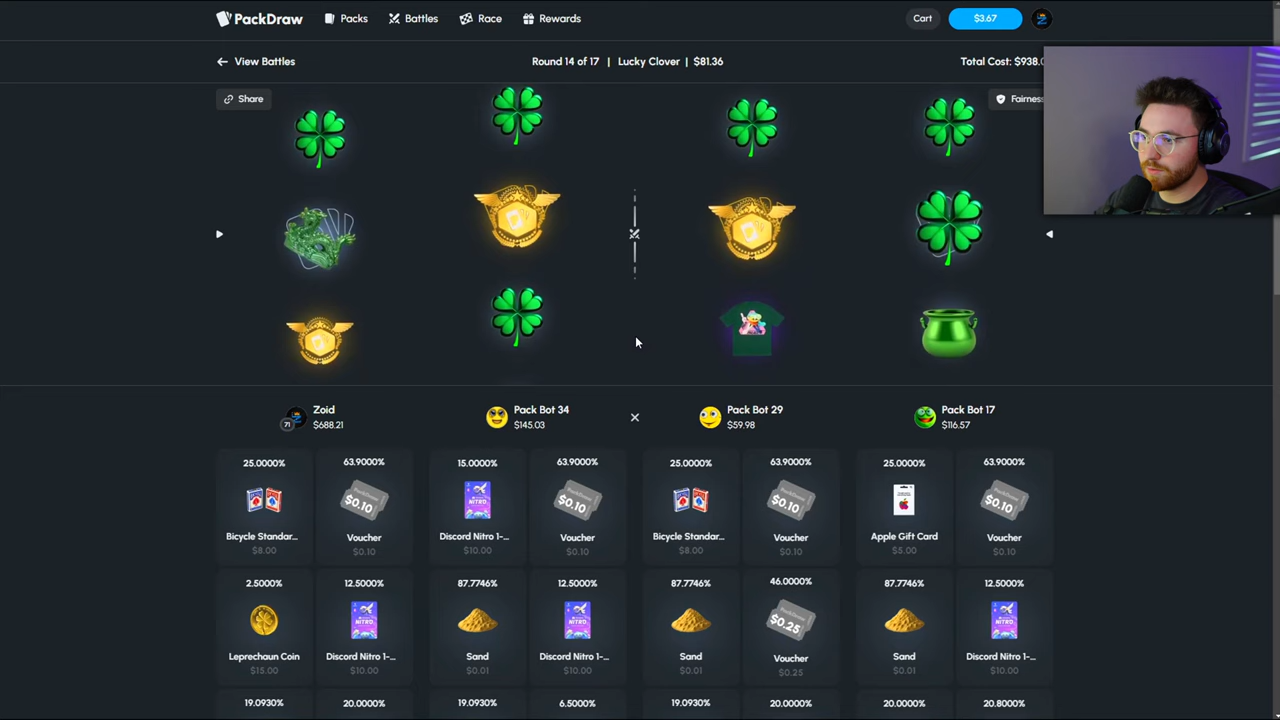 PackDraw
Packs
Battles
Race
Rewards
Cart
$3.67
View Battles
Round 14 of 17 | Lucky Clover | $81.36
Total Cost: $938.0
Share
Fairness
Zoid
$688.21
71
Pack Bot 34
$145.03
Pack Bot 29
$59.98
Pack Bot 17
$116.57
25.0000%
63.9000%
15.0000%
63.9000%
25.0000%
63.9000%
25.0000%
63.9000%
$0.10
$0.10
$0.10
$0.10
Bicycle Standar...
Voucher
Discord Nitro 1-...
Voucher
Bicycle Standar...
Voucher
Apple Gift Card
Voucher
$8.00
$0.10
$10.00
$0.10
$8.00
$0.10
$5.00
$0.10
2.5000%
12.5000%
87.7746%
12.5000%
87.7746%
46.0000%
87.7746%
12.5000%
$0.25
Leprechaun Coin
Discord Nitro 1-...
Sand
Discord Nitro 1-...
Sand
Voucher
Sand
Discord Nitro 1-...
$15.00
$10.00
$0.01
$10.00
$0.01
$0.25
$0.01
$10.00
19.0930%
20.0000%
19.0930%
6.5000%
19.0930%
20.0000%
20.0000%
20.8000%